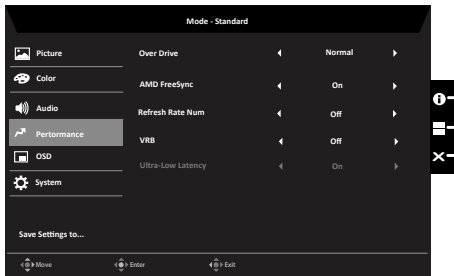 Mode - Standard
Picture
Over Drive Normal
Color
AMD FreeSync On
Audio
Refresh Rate Num Off
Pertormance
VRB Off
OSD
Ultra-Low Latency On
System
Save Settings to...
Move Enter Exit